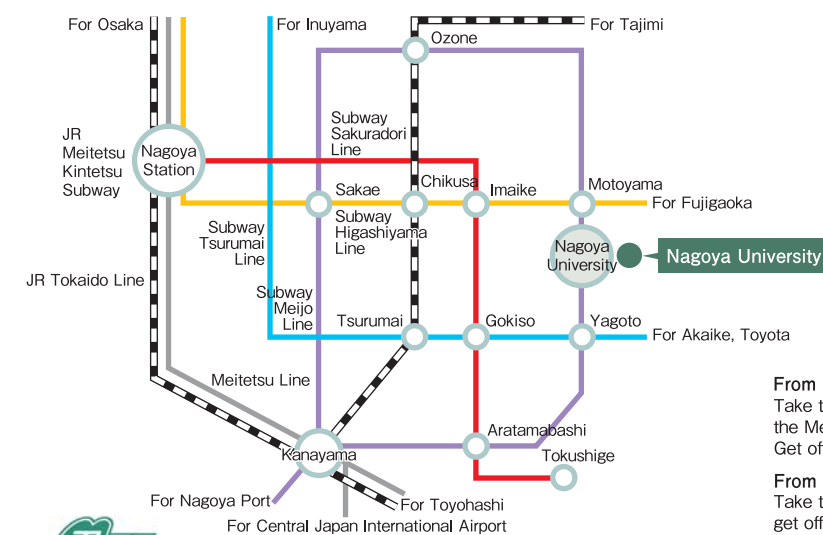 For Osaka
For Inuyama
For Tajimi
Ozone
JR
Meitetsu
Kintetsu
Subway
Nagoya
Station
Subway
Sakuradori
Line
Sakae
Chikusa
Imaike
Motoyama
For Fujigaoka
Subway
Tsurumai
Line
Subway
Higashiyama
Line
Nagoya
University
Nagoya University
JR Tokaido Line
Subway
Meijo
Line
Tsurumai
Gokiso
Yagoto
For Akaike, Toyota
Meitetsu Line
Kanayama
Aratamabashi
Tokushige
For Nagoya Port
For Toyohashi
For Central Japan International Airport
From
Take t
the Me
Get of
From
Take t
get off